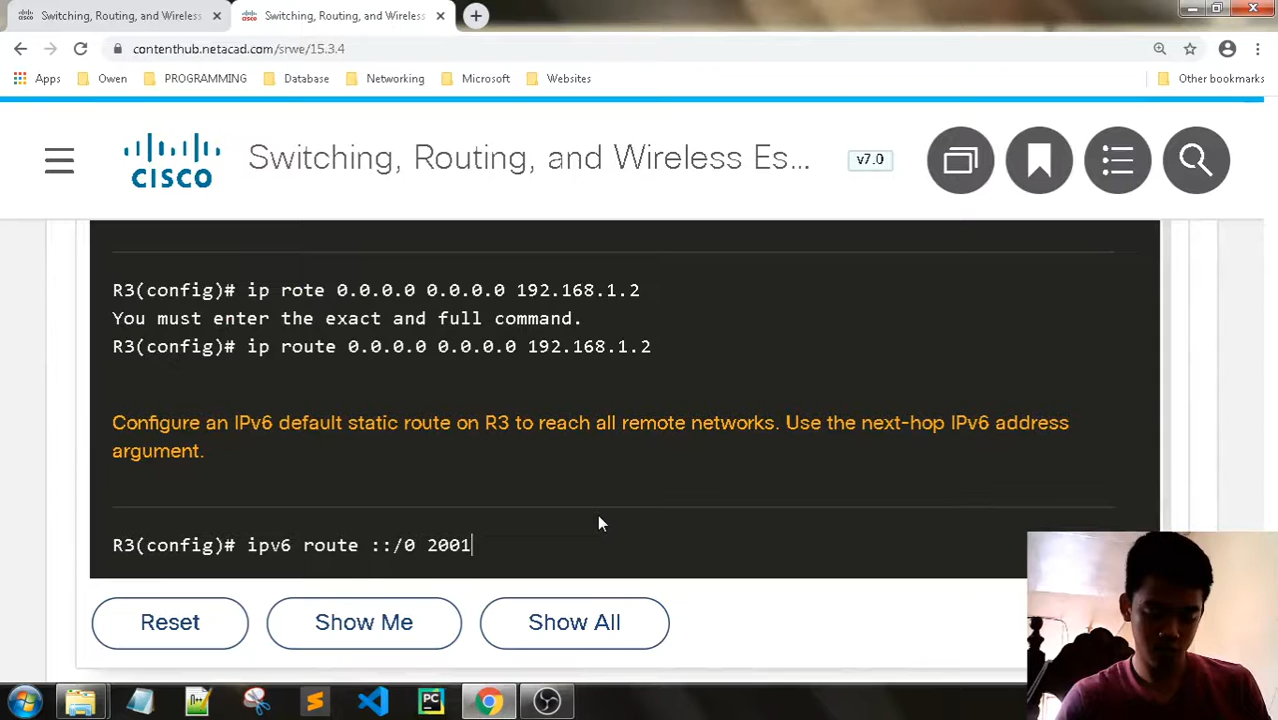 Switching, Routing, and Wireless
Switching, Routing, and Wireless
contenthub.netacad.com/srwe/15.3.4
Apps Owen PROGRAMMING Database Networking Microsoft Websites Other bookmarks
CISCO
Switching, Routing, and Wireless Es...
v7.0
R3(config)# ip rote 0.0.0.0 0.0.0.0 192.168.1.2
You must enter the exact and full command.
R3(config)# ip route 0.0.0.0 0.0.0.0 192.168.1.2
Configure an IPv6 default static route on R3 to reach all remote networks. Use the next-hop IPv6 address
argument.
R3(config)# ipv6 route ::/0 2001
Reset Show Me Show All
PC